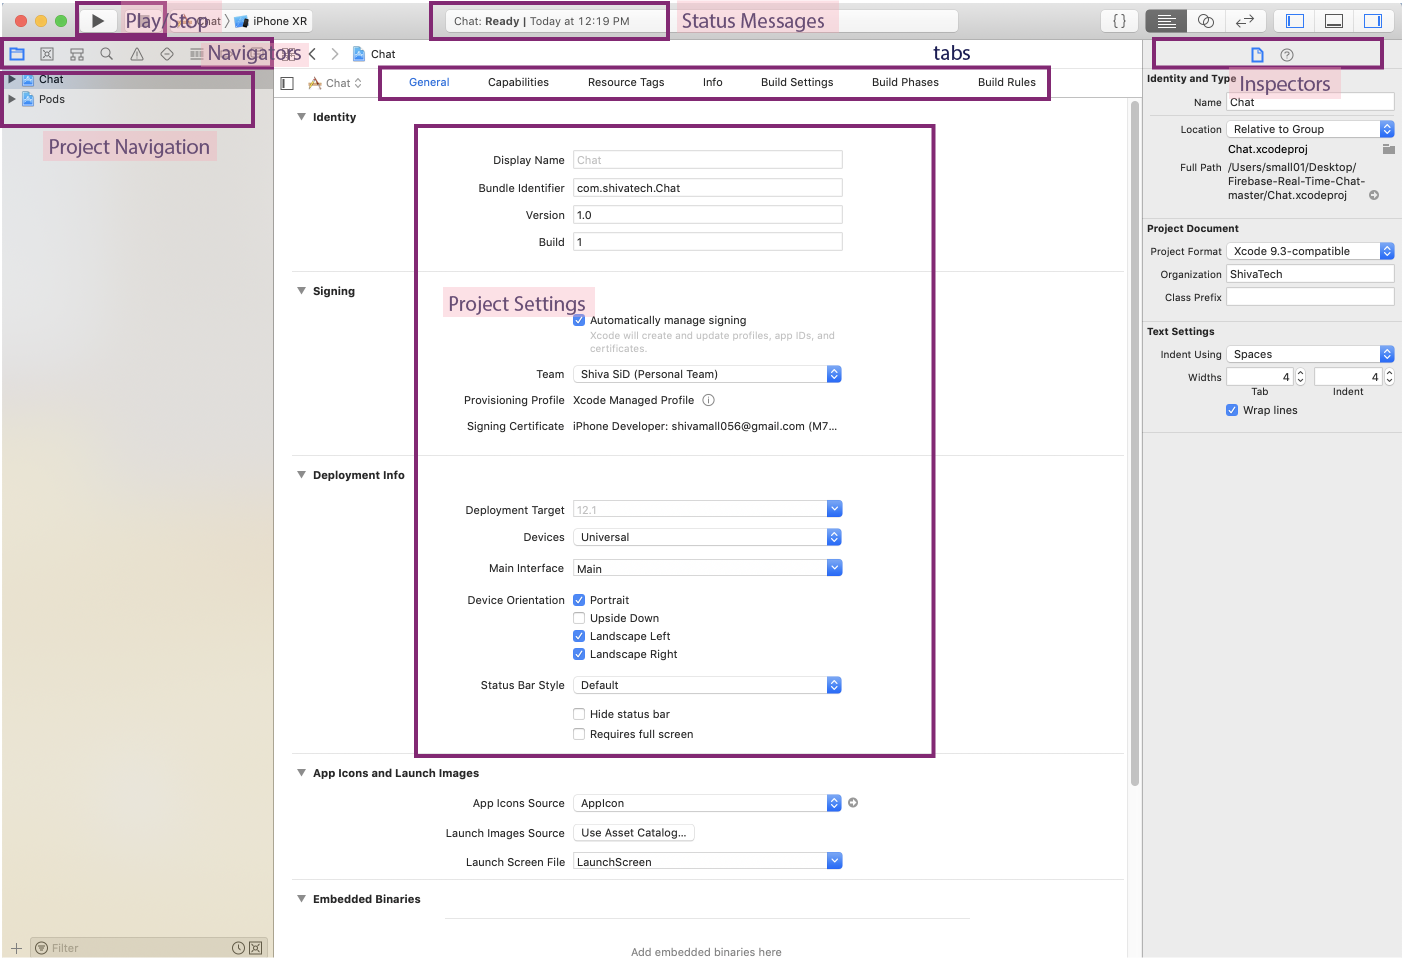 Play/Stop
Chat
iPhone XR
Chat: Ready | Today at 12:19 PM
Status Messages
{ }
Navigators
Chat
tabs
Chat
Pods
Project Navigation
Chat
General
Capabilities
Resource Tags
Info
Build Settings
Build Phases
Build Rules
Identity
Display Name
Chat
Bundle Identifier
com.shivatech.Chat
Version
1.0
Build
1
Signing
Project Settings
Automatically manage signing
Xcode will create and update profiles, app IDs, and
certificates.
Team
Shiva SiD (Personal Team)
Provisioning Profile
Xcode Managed Profile
Signing Certificate
iPhone Developer: shivamall056@gmail.com (M7...
Deployment Info
Deployment Target
12.1
Devices
Universal
Main Interface
Main
Device Orientation
Portrait
Upside Down
Landscape Left
Landscape Right
Status Bar Style
Default
Hide status bar
Requires full screen
App Icons and Launch Images
App Icons Source
AppIcon
Launch Images Source
Use Asset Catalog...
Launch Screen File
LaunchScreen
Embedded Binaries
Add embedded binaries here
Filter
Identity and Type
Inspectors
Name
Chat
Location
Relative to Group
Chat.xcodeproj
Full Path
/Users/small01/Desktop/
Firebase-Real-Time-Chat-
master/Chat.xcodeproj
Project Document
Project Format
Xcode 9.3-compatible
Organization
ShivaTech
Class Prefix
Text Settings
Indent Using
Spaces
Widths
4
4
Tab
Indent
Wrap lines